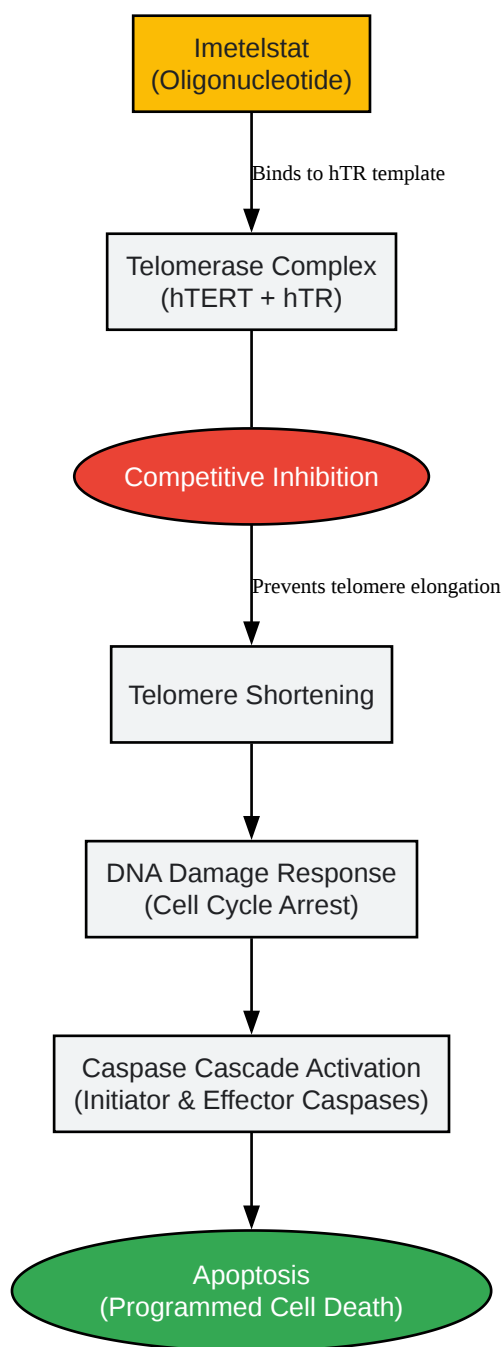 Imetelstat
(Oligonucleotide)
Binds to hTR template
Telomerase Complex
(hTERT + hTR)
Competitive Inhibition
Prevents telomere elongation
Telomere Shortening
DNA Damage Response
(Cell Cycle Arrest)
Caspase Cascade Activation
(Initiator & Effector Caspases)
Apoptosis
(Programmed Cell Death)